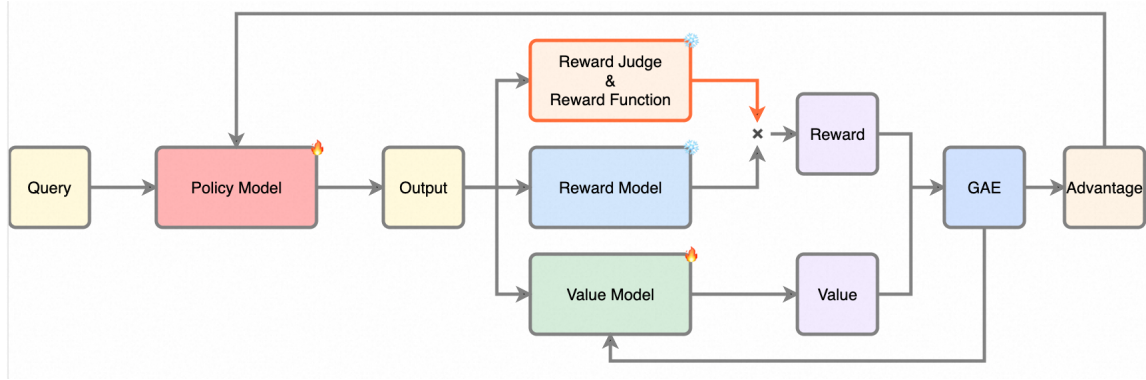 Reward Judge
&
Reward Function
×
Reward
Query
Policy Model
Output
Reward Model
GAE
Advantage
Value Model
Value